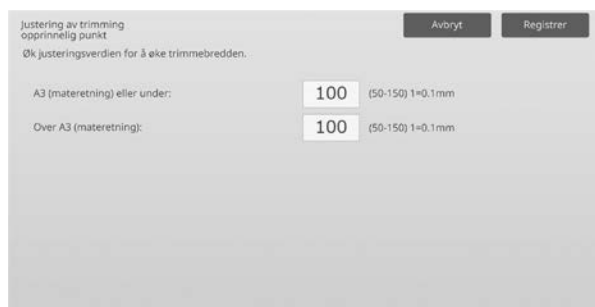 Justering av trimming
opprinnelig punkt
Avbryt
Registrer
Øk justeringsverdien for å øke trimmebredden.
A3 (materetning) eller under:
100
(50-150) 1=0.1mm
Over A3 (materetning):
100
(50-150) 1=0.1mm